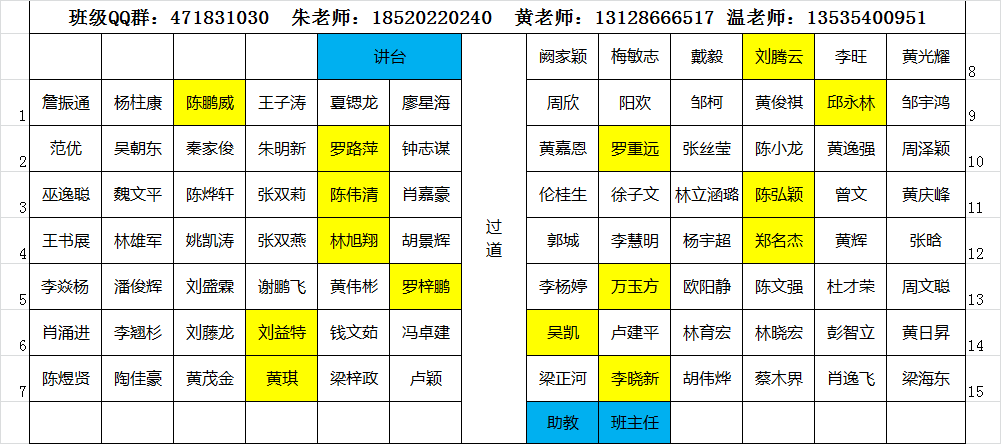 班级QQ群：471831030 朱老师：18520220240 黄老师：13128666517 温老师：13535400951
讲台 阙家颖 梅敏志 戴毅 刘腾云 李旺 黄光耀 8
1 詹振通 杨柱康 陈鹏威 王子涛 夏锶龙 廖星海 周欣 阳欢 邹柯 黄俊祺 邱永林 邹宇鸿 9
2 范优 吴朝东 秦家俊 朱明新 罗路萍 钟志谋 黄嘉恩 罗重远 张丝莹 陈小龙 黄逸强 周泽颖 10
3 巫逸聪 魏文平 陈烨轩 张双莉 陈伟清 肖嘉豪 伦桂生 徐子文 林立涵璐 陈弘颖 曾文 黄庆峰 11
过道
4 王书展 林雄军 姚凯涛 张双燕 林旭翔 胡景辉 郭城 李慧明 杨宇超 郑名杰 黄辉 张晗 12
5 李焱杨 潘俊辉 刘盛霖 谢鹏飞 黄伟彬 罗梓鹏 李杨婷 万玉方 欧阳静 陈文强 杜才荣 周文聪 13
6 肖涌进 李翘杉 刘藤龙 刘益特 钱文茹 冯卓建 吴凯 卢建平 林育宏 林晓宏 彭智立 黄日昇 14
7 陈煜贤 陶佳豪 黄茂金 黄琪 梁梓政 卢颖 梁正河 李晓新 胡伟烨 蔡木界 肖逸飞 梁海东 15
助教 班主任